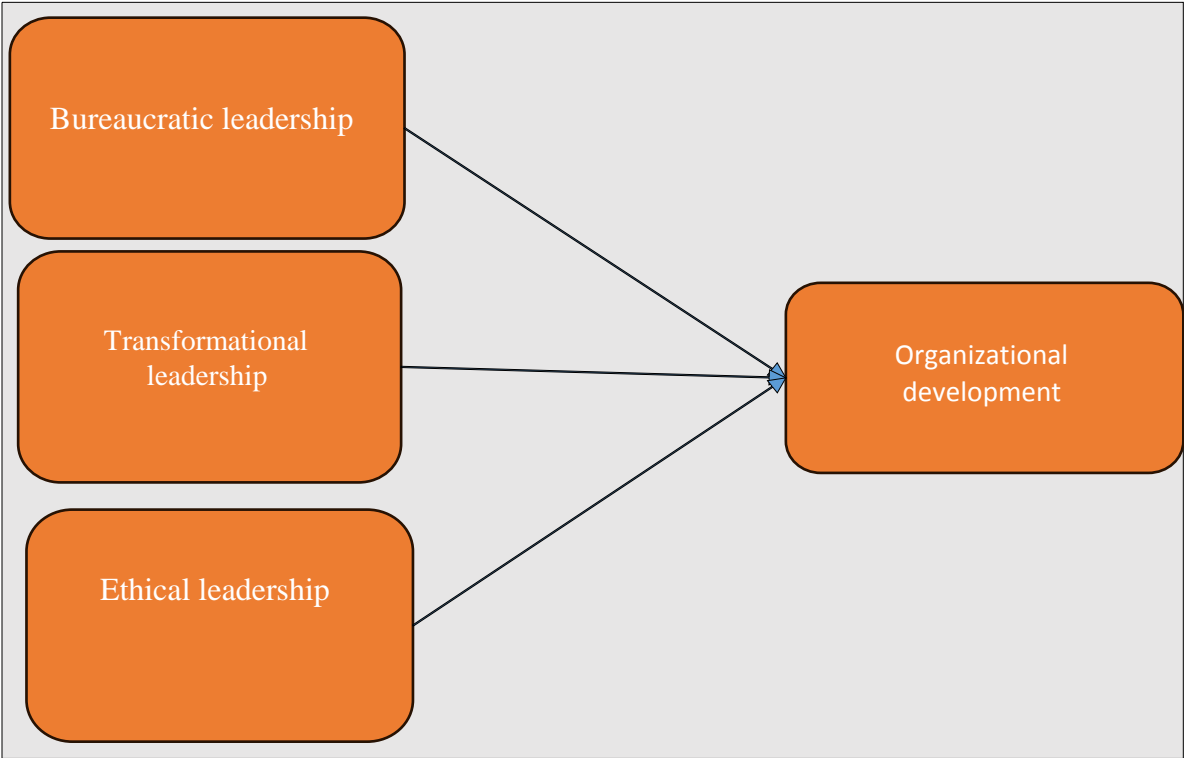 Bureaucratic leadership
Transformational
leadership
Ethical leadership
Organizational
development